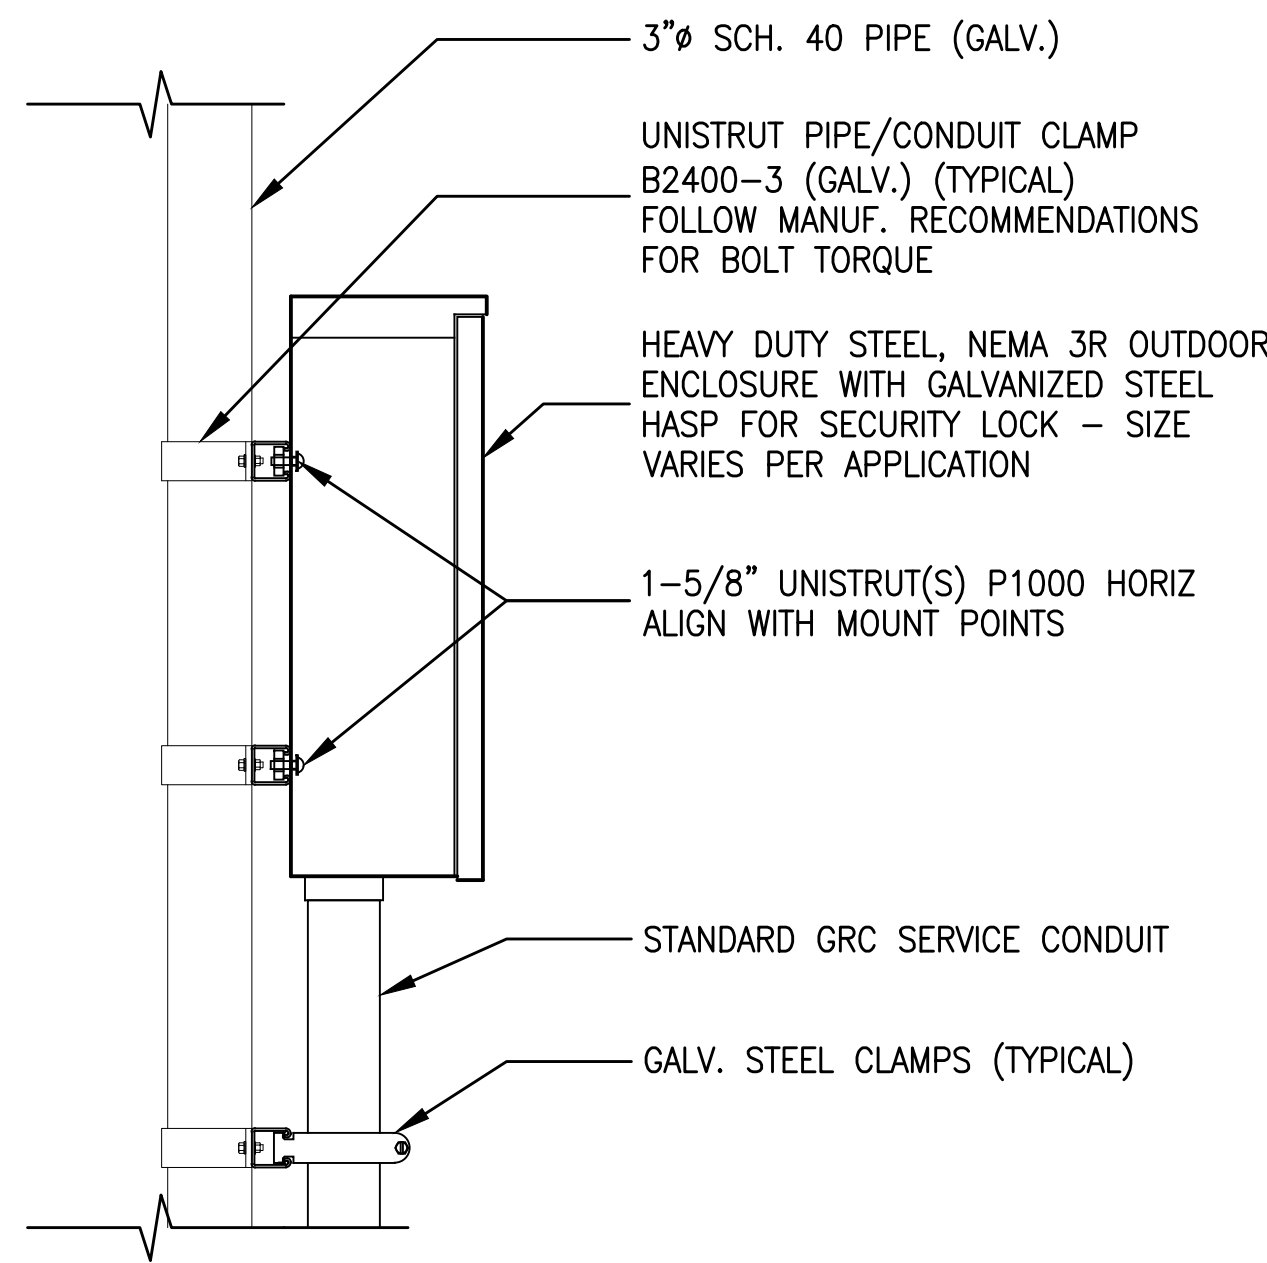 3"ø SCH. 40 PIPE (GALV.)
UNISTRUT PIPE/CONDUIT CLAMP
B2400-3 (GALV.) (TYPICAL)
FOLLOW MANUF. RECOMMENDATIONS
FOR BOLT TORQUE
HEAVY DUTY STEEL, NEMA 3R OUTDOOR
ENCLOSURE WITH GALVANIZED STEEL
HASP FOR SECURITY LOCK – SIZE
VARIES PER APPLICATION
1-5/8" UNISTRUT(S) P1000 HORIZ
ALIGN WITH MOUNT POINTS
STANDARD GRC SERVICE CONDUIT
GALV. STEEL CLAMPS (TYPICAL)